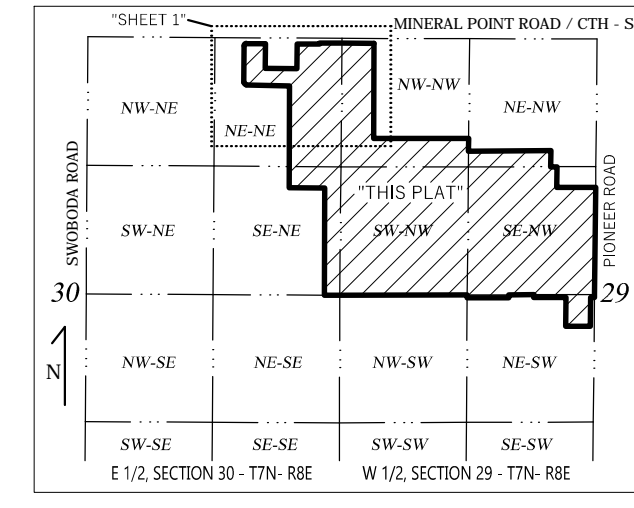 "SHEET 1"
MINERAL POINT ROAD / CTH - S
NW-NE
NE-NE
NW-NW
NE-NW
SWOBODA ROAD
PIONEER ROAD
"THIS PLAT"
SW-NE
SE-NE
SW-NW
SE-NW
30
29
N
NW-SE
NE-SE
NW-SW
NE-SW
SW-SE
SE-SE
SW-SW
SE-SW
E 1/2, SECTION 30 - T7N- R8E
W 1/2, SECTION 29 - T7N- R8E